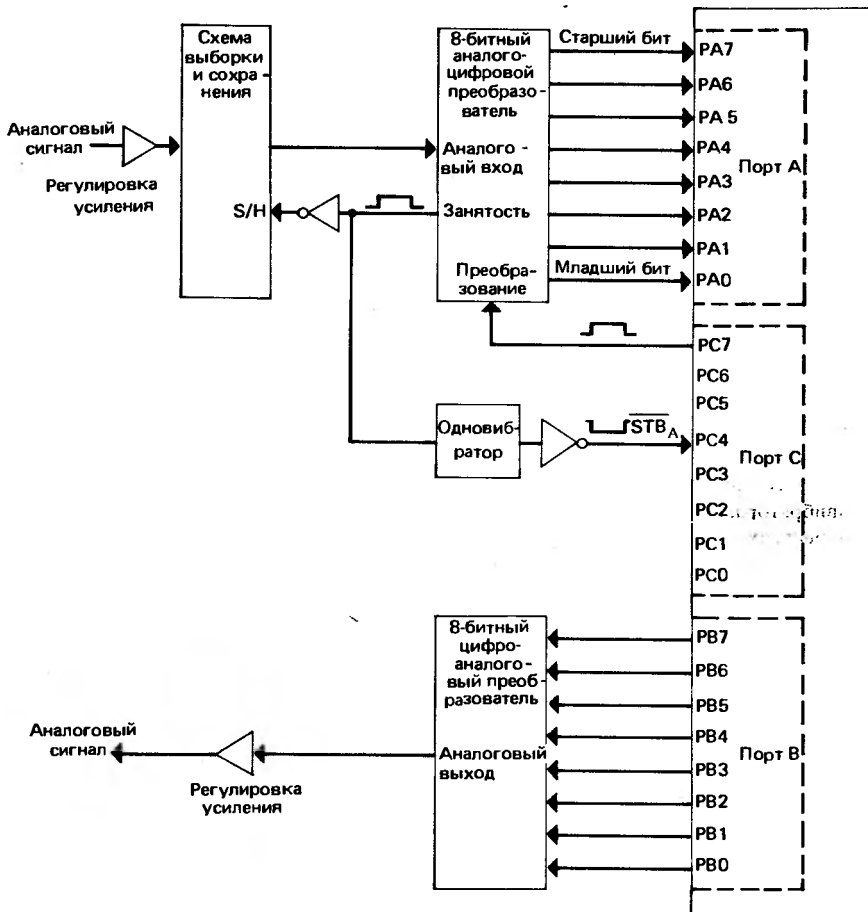 Схема
выборки
и сохра-
нения
8-битный
аналого-
цифровой
преобразо-
ватель
Старший бит
PA7
PA6
PA5
Аналоговый
сигнал
Аналого-
вый вход
PA4
Порт А
Регулировка
усиления
PA3
S/H
Занятость
PA2
PA1
Преобра-
зование
Младший бит
PA0
PC7
PC6
PC5
Одновиб-
ратор
STB̅A
PC4
Порт С
PC3
PC2
PC1
PC0
8-битный
цифро-
аналого-
вый преоб-
разователь
PB7
PB6
PB5
Аналоговый
сигнал
Аналоговый
выход
PB4
Порт В
Регулировка
усиления
PB3
PB2
PB1
PB0